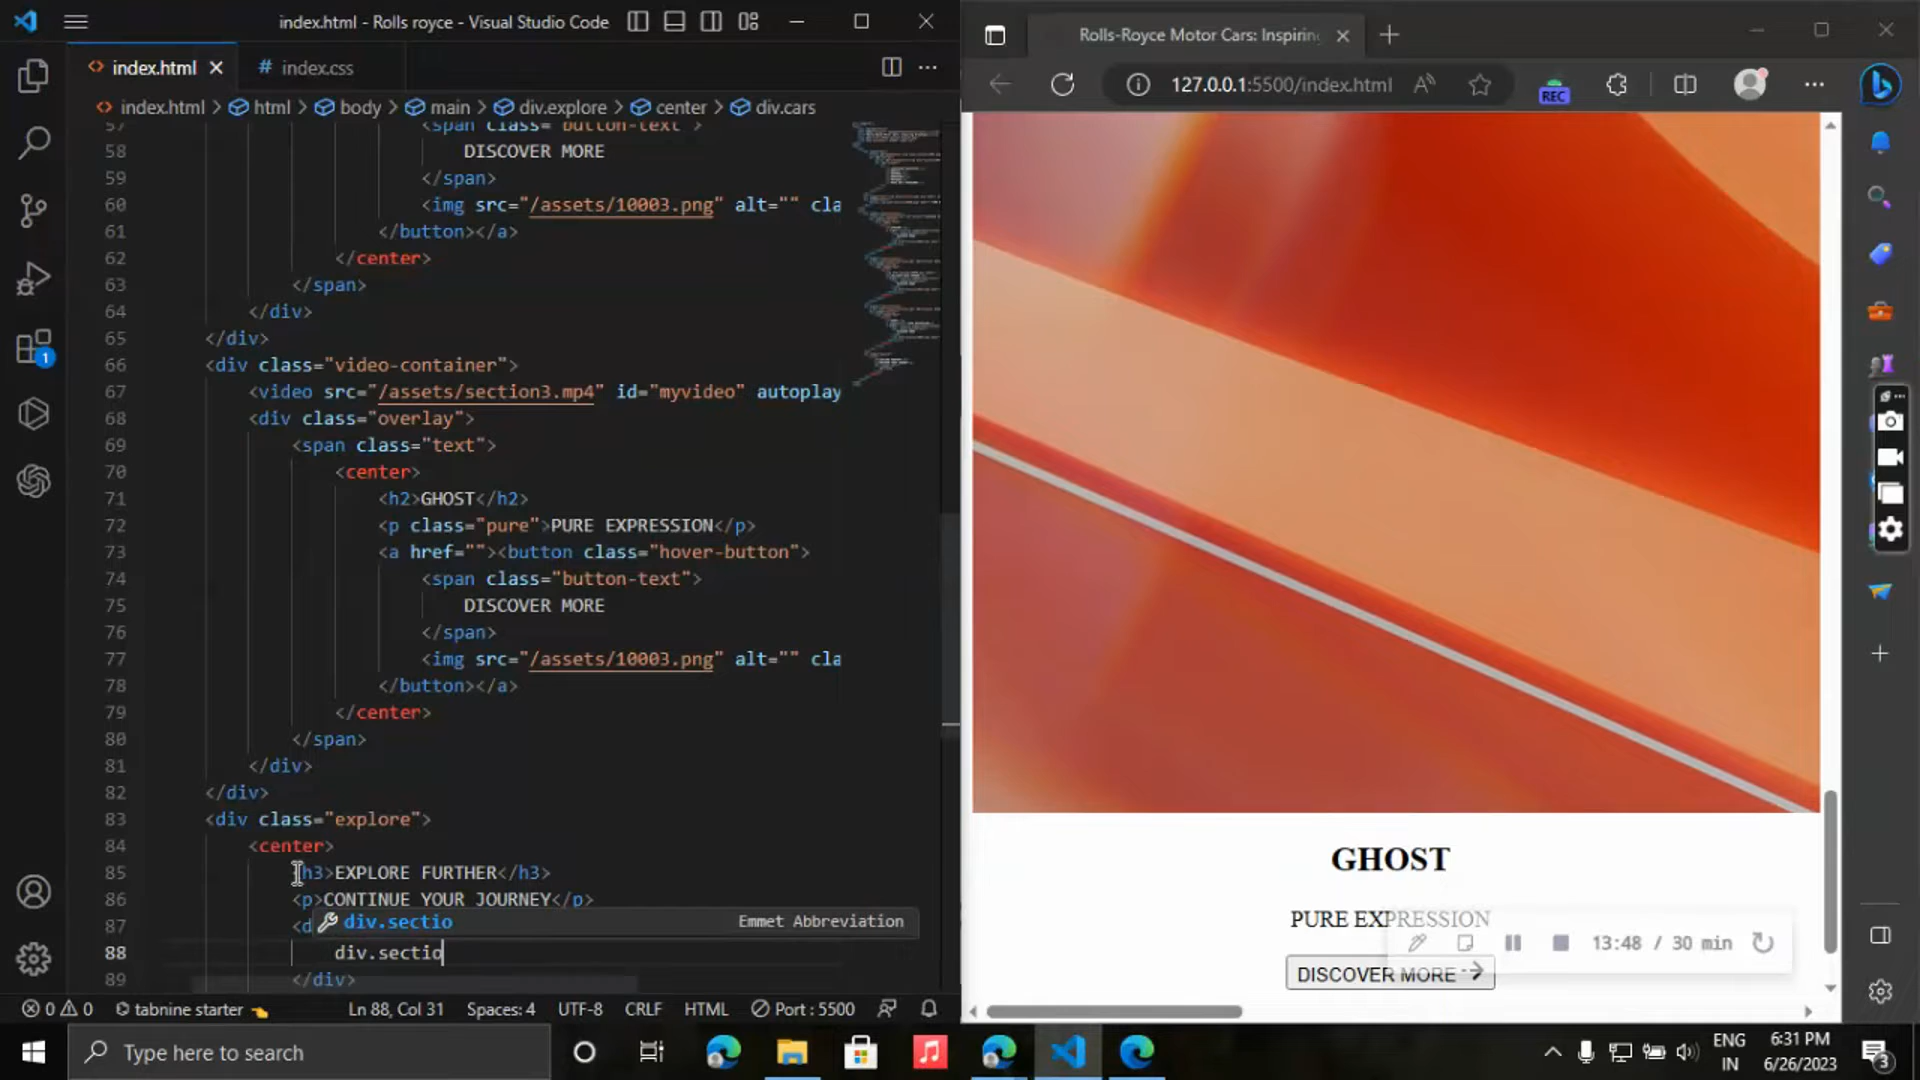 index.html - Rolls royce - Visual Studio Code
index.html
# index.css
index.html > html > body > main > div.explore > center > div.cars
57 <span class="button-text">
58 DISCOVER MORE
59 </span>
60 <img src="/assets/10003.png" alt="" cla
61 </button></a>
62 </center>
63 </span>
64 </div>
65 </div>
66 <div class="video-container">
67 <video src="/assets/section3.mp4" id="myvideo" autoplay
68 <div class="overlay">
69 <span class="text">
70 <center>
71 <h2>GHOST</h2>
72 <p class="pure">PURE EXPRESSION</p>
73 <a href=""><button class="hover-button">
74 <span class="button-text">
75 DISCOVER MORE
76 </span>
77 <img src="/assets/10003.png" alt="" cla
78 </button></a>
79 </center>
80 </span>
81 </div>
82 </div>
83 <div class="explore">
84 <center>
85 <h3>EXPLORE FURTHER</h3>
86 <p>CONTINUE YOUR JOURNEY</p>
87 <d
div.sectio Emmet Abbreviation
88 div.sectio
89 </div>
1
0 0 tabnine starter Ln 88, Col 31 Spaces: 4 UTF-8 CRLF HTML Port : 5500
Rolls-Royce Motor Cars: Inspiring
127.0.0.1:5500/index.html
REC
GHOST
PURE EXPRESSION
DISCOVER MORE
13:48 / 30 min
Type here to search
ENG
IN
6:31 PM
6/26/2023
3